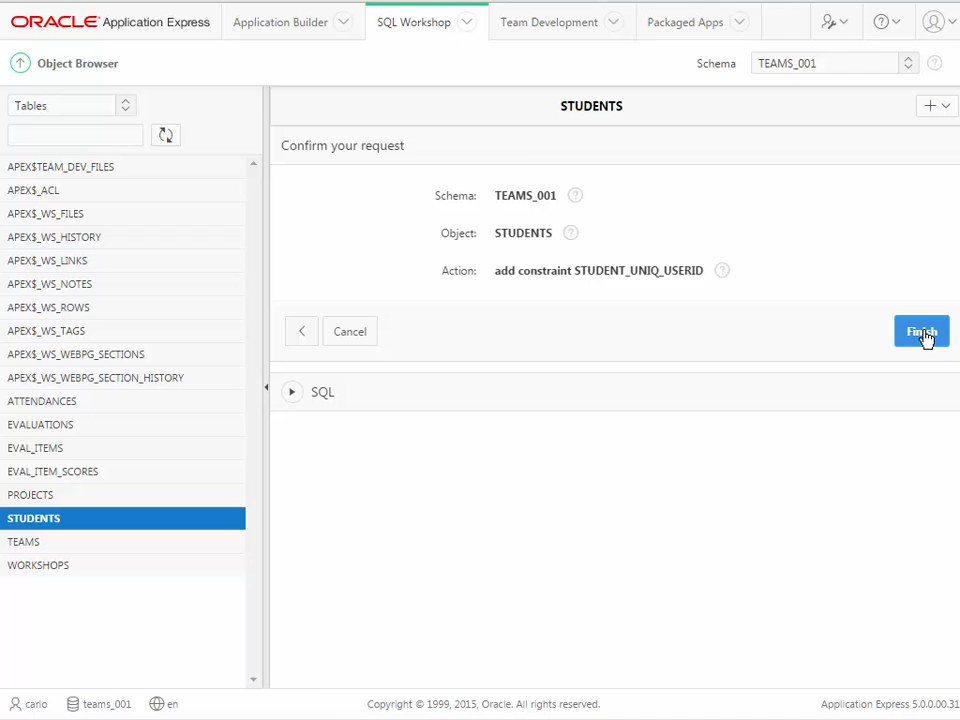 ORACLE Application Express
Application Builder
SQL Workshop
Team Development
Packaged Apps
Object Browser
Schema
TEAMS_001
Tables
APEX$TEAM_DEV_FILES
APEX$_ACL
APEX$_WS_FILES
APEX$_WS_HISTORY
APEX$_WS_LINKS
APEX$_WS_NOTES
APEX$_WS_ROWS
APEX$_WS_TAGS
APEX$_WS_WEBPG_SECTIONS
APEX$_WS_WEBPG_SECTION_HISTORY
ATTENDANCES
EVALUATIONS
EVAL_ITEMS
EVAL_ITEM_SCORES
PROJECTS
STUDENTS
TEAMS
WORKSHOPS
STUDENTS
Confirm your request
Schema: TEAMS_001 ?
Object: STUDENTS ?
Action: add constraint STUDENT_UNIQ_USERID ?
Cancel
Finish
SQL
carlo
teams_001
en
Copyright © 1999, 2015, Oracle. All rights reserved.
Application Express 5.0.0.00.31